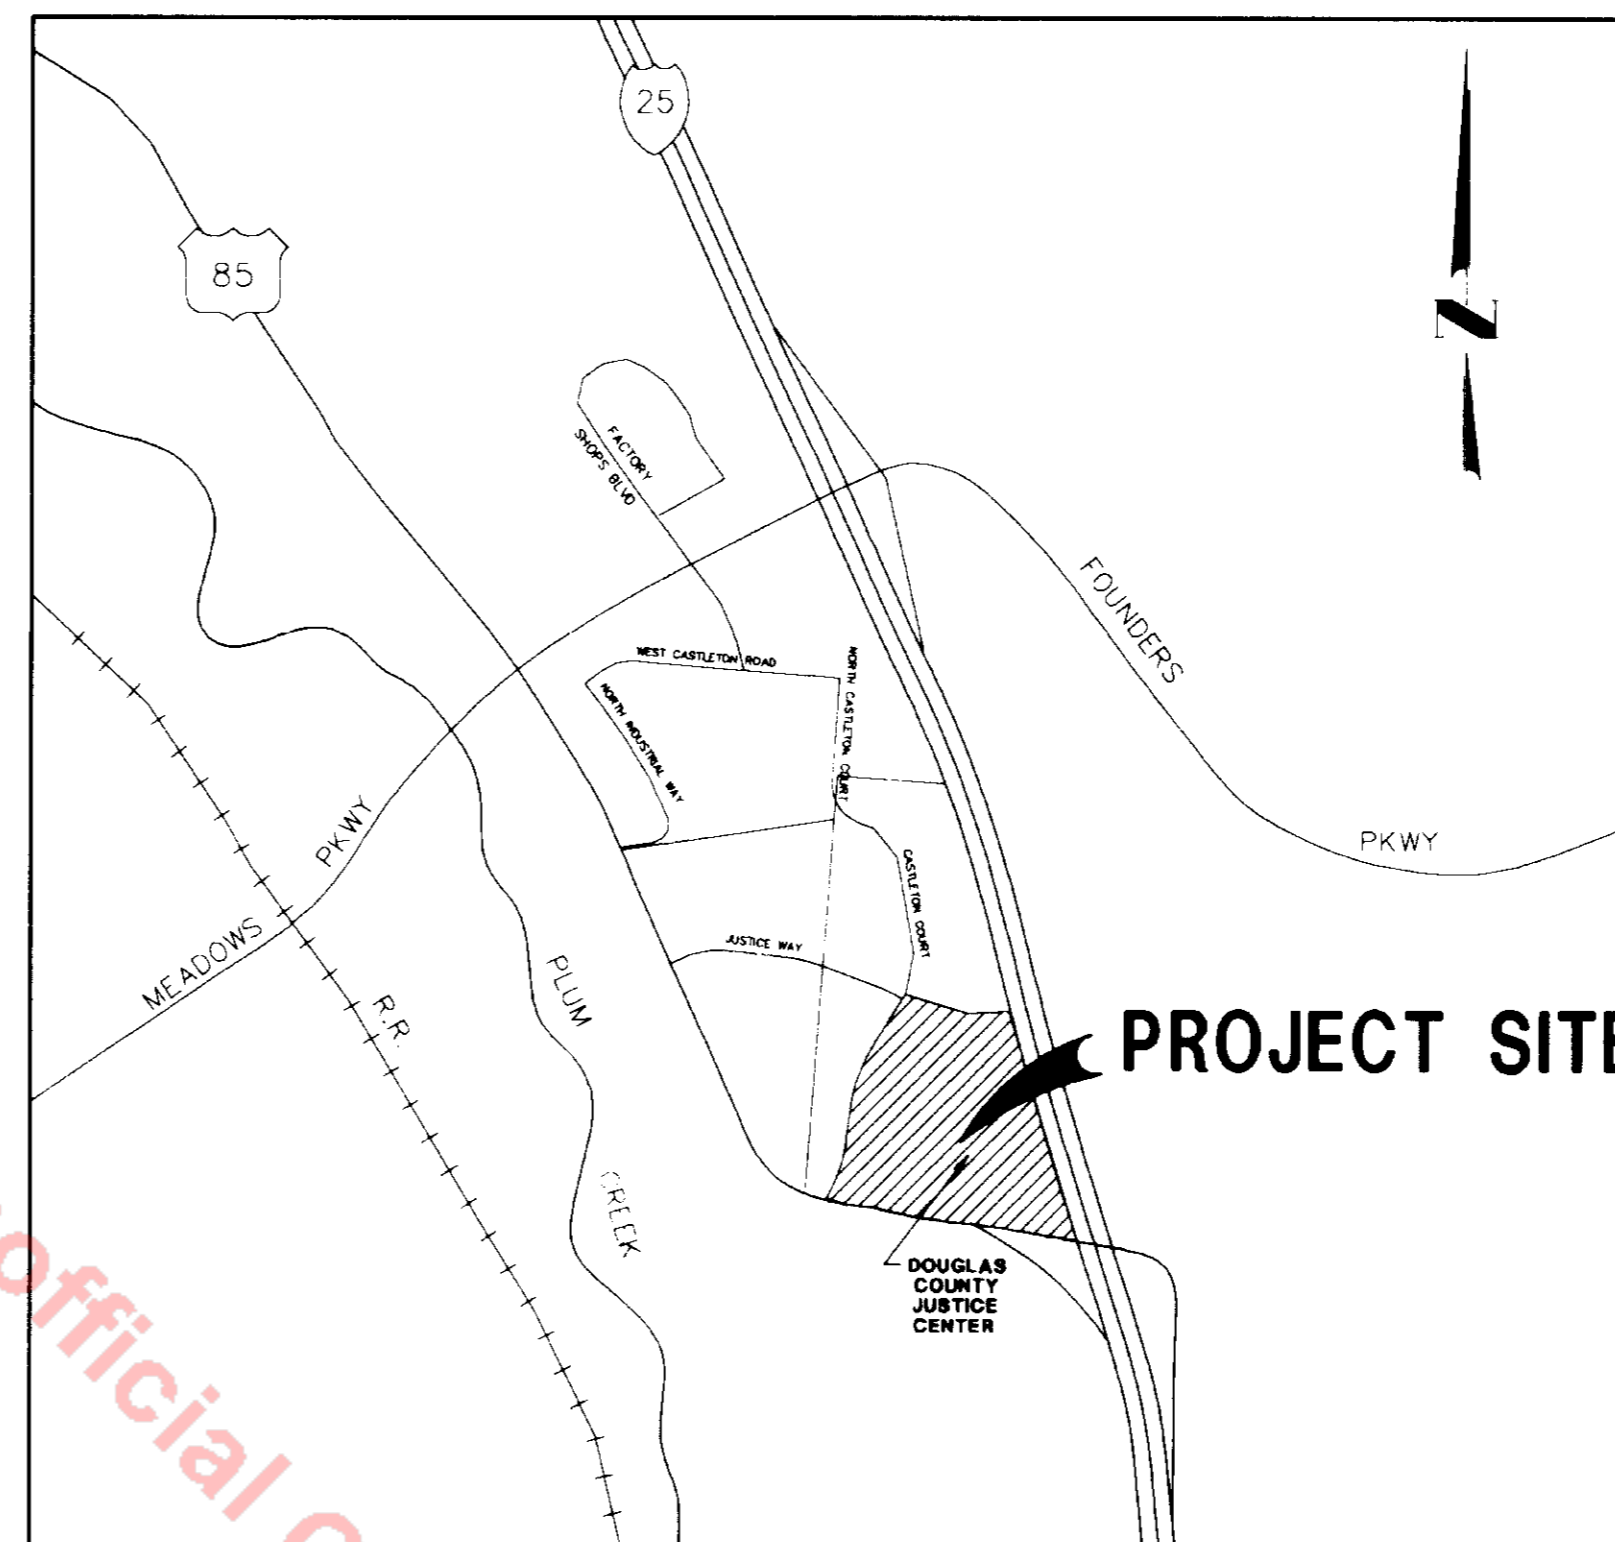 25
85
N
FACTORY
SHOPS BLVD
FOUNDERS
PKWY
WEST CASTLETON ROAD
NORTH CASTLETON COURT
NORTH INDUSTRIAL WAY
PKWY
MEADOWS
CASTLETON COURT
JUSTICE WAY
PLUM
CREEK
R.R.
PROJECT SITE
DOUGLAS
COUNTY
JUSTICE
CENTER
official C